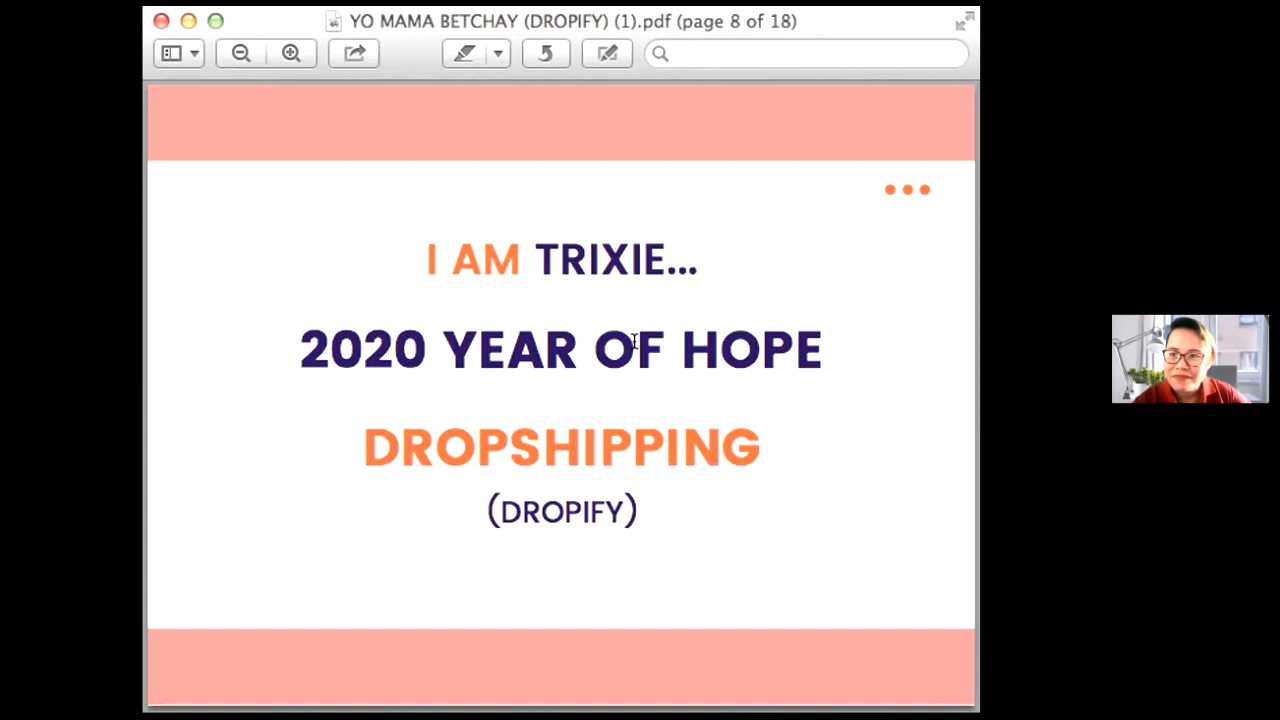 YO MAMA BETCHAY (DROPIFY) (1).pdf (page 8 of 18)
I AM TRIXIE...
2020 YEAR OF HOPE
DROPSHIPPING
(DROPIFY)